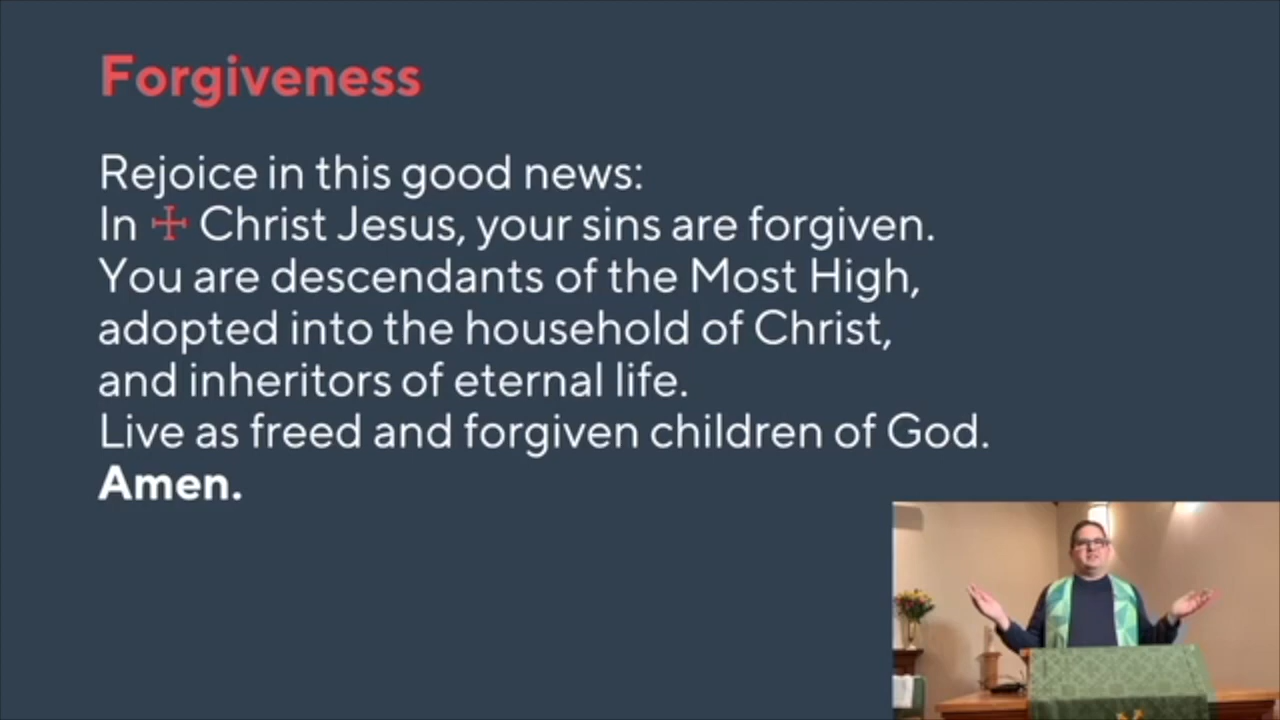 Forgiveness
Rejoice in this good news:
In ☩ Christ Jesus, your sins are forgiven.
You are descendants of the Most High,
adopted into the household of Christ,
and inheritors of eternal life.
Live as freed and forgiven children of God.
Amen.